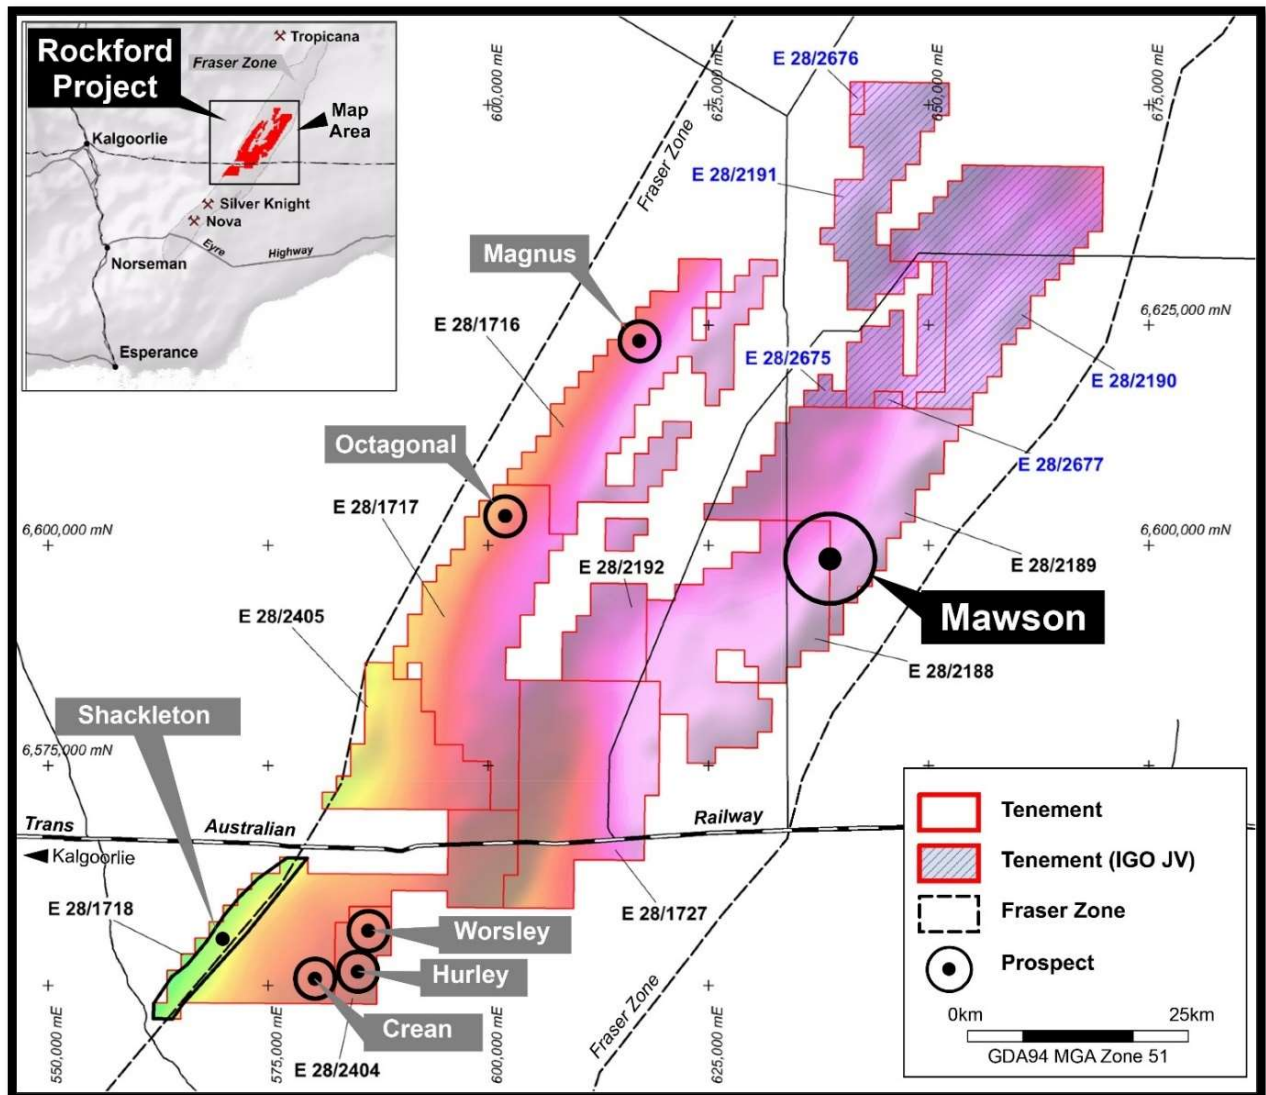 Rockford
Project
Tropicana
Fraser Zone
Map
Area
Kalgoorlie
Silver Knight
Nova
Eyre Highway
Norseman
Esperance
600,000 mE
625,000 mE
650,000 mE
675,000 mE
E 28/2676
Fraser Zone
E 28/2191
Magnus
E 28/1716
6,625,000 mN
E 28/2675
E 28/2190
Octagonal
E 28/2677
E 28/1717
6,600,000 mN
6,600,000 mN
E 28/2192
E 28/2189
E 28/2405
Mawson
E 28/2188
Shackleton
6,575,000 mN
Trans Australian Railway
Kalgoorlie
E 28/1718
E 28/1727
Worsley
Hurley
Crean
E 28/2404
550,000 mE
575,000 mE
600,000 mE
625,000 mE
Fraser Zone
Tenement
Tenement (IGO JV)
Fraser Zone
Prospect
0km 25km
GDA94 MGA Zone 51